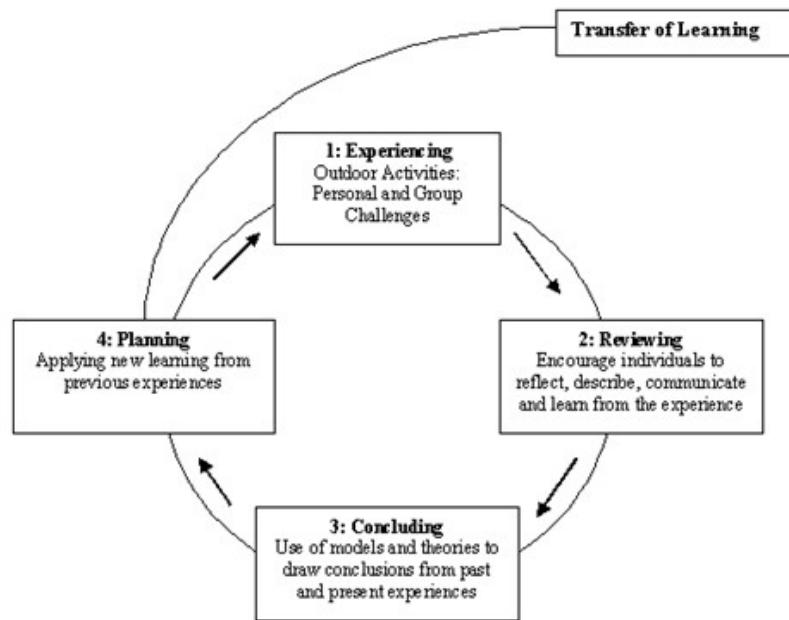 Transfer of Learning
1: Experiencing
Outdoor Activities:
Personal and Group
Challenges
2: Reviewing
Encourage individuals to
reflect, describe, communicate
and learn from the experience
3: Concluding
Use of models and theories to
draw conclusions from past
and present experiences
4: Planning
Applying new learning from
previous experiences